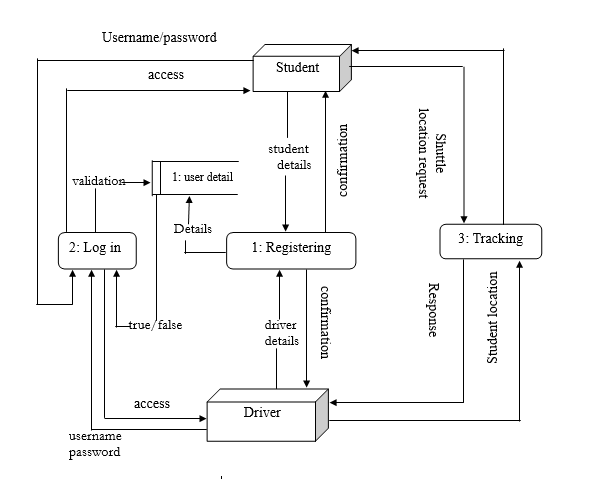 Username/password
access
Student
Shuttle
location request
confirmation
student
details
validation
1: user detail
Details
2: Log in
1: Registering
3: Tracking
true/false
driver
details
confirmation
Response
Student location
access
Driver
username
password